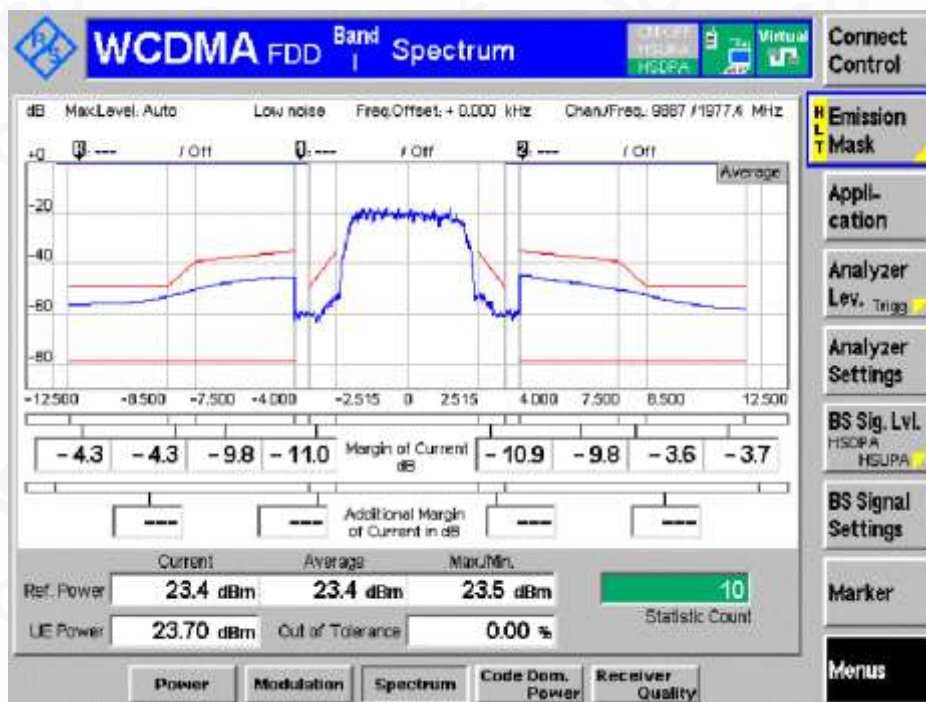 WCDMA FDD Band I Spectrum
HSUPA
HSDPA
Virtual
Connect Control
dB Max.Level: Auto Low noise Freq.Offset: + 0.000 kHz Chan./Freq.: 9887 / 1977.4 MHz
+0 --- / Off --- / Off 2: --- / Off
Average
-20
-40
-60
-80
-12.500 -8.500 -7.500 -4.000 -2.515 0 2.515 4.000 7.500 8.500 12.500
-4.3 -4.3 -9.8 -11.0 Margin of Current dB -10.9 -9.8 -3.6 -3.7
--- --- Additional Margin of Current in dB --- ---
Current Average Max./Min.
Ref. Power 23.4 dBm 23.4 dBm 23.5 dBm 10
Statistic Count
UE Power 23.70 dBm Out of Tolerance 0.00 %
Power Modulation Spectrum Code Dom. Power Receiver Quality
HLT
Emission Mask
Appli-
cation
Analyzer
Lev. Trigg
Analyzer
Settings
BS Sig. Lvl.
HSDPA
HSUPA
BS Signal
Settings
Marker
Menus